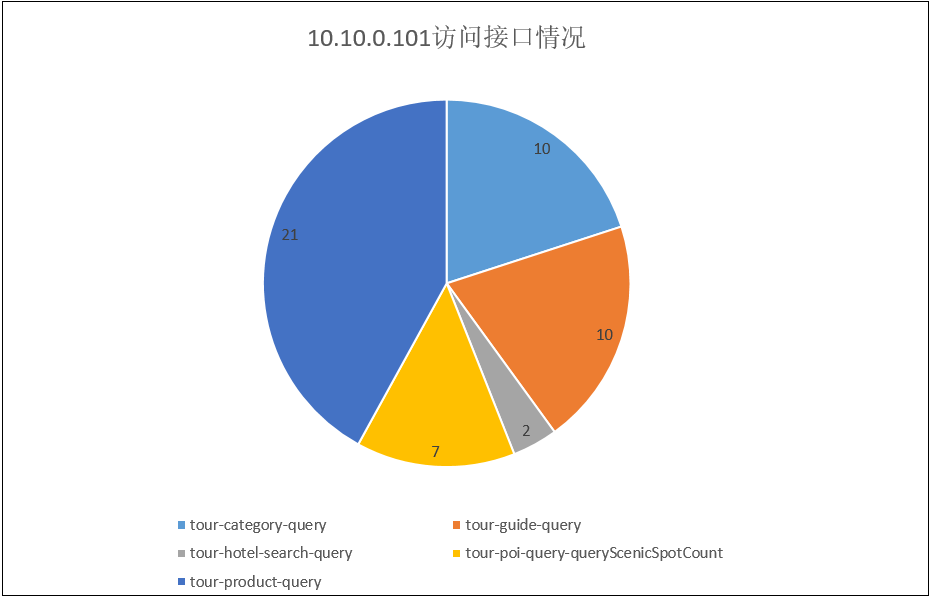 10.10.0.101访问接口情况
10
21
10
2
7
tour-category-query
tour-guide-query
tour-hotel-search-query
tour-poi-query-queryScenicSpotCount
tour-product-query